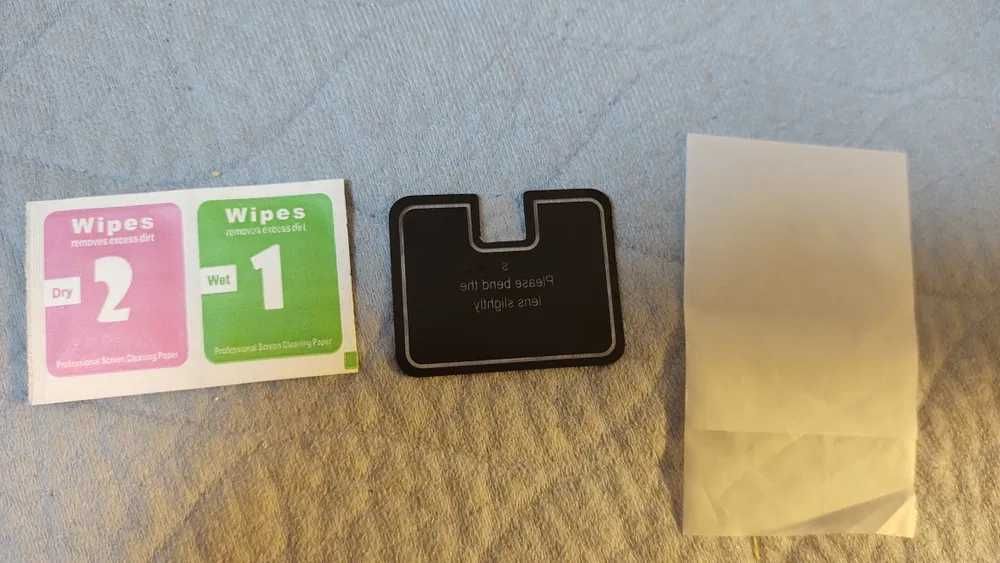 Wipes
removes excess dirt
Dry
2
Professional Screen Cleaning Paper
Wipes
removes excess dirt
Wet
1
Professional Screen Cleaning Paper
s
Please bend the
lens slightly